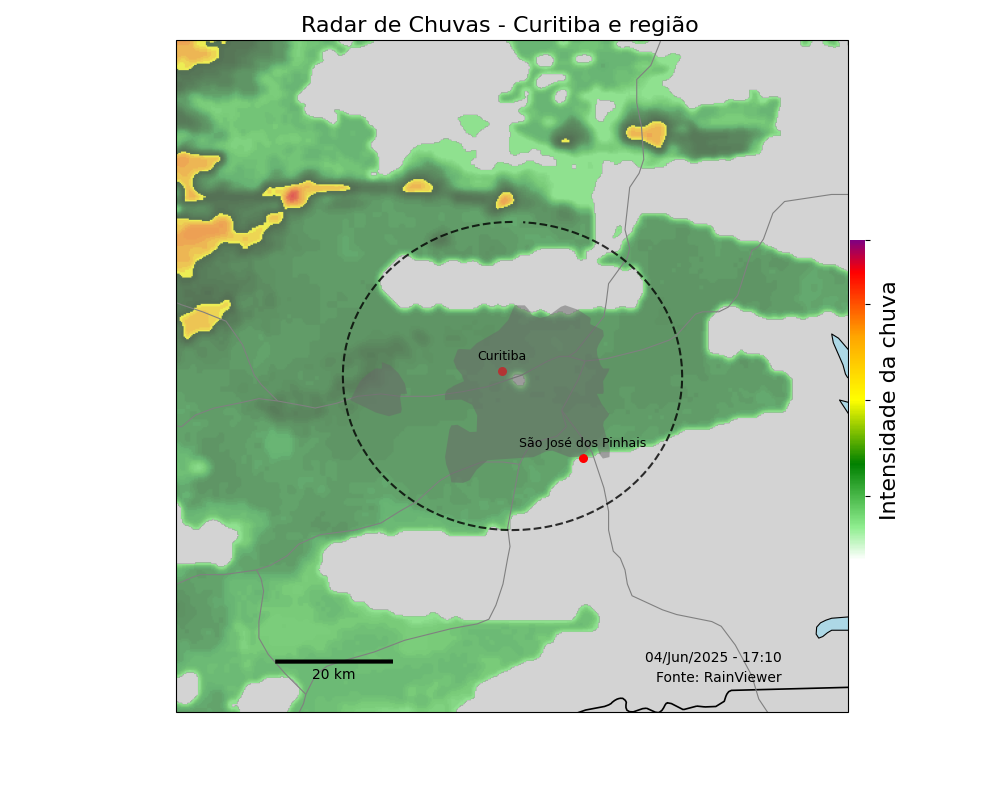 Radar de Chuvas - Curitiba e região
Curitiba
São José dos Pinhais
Intensidade da chuva
04/Jun/2025 - 17:10
Fonte: RainViewer
20 km